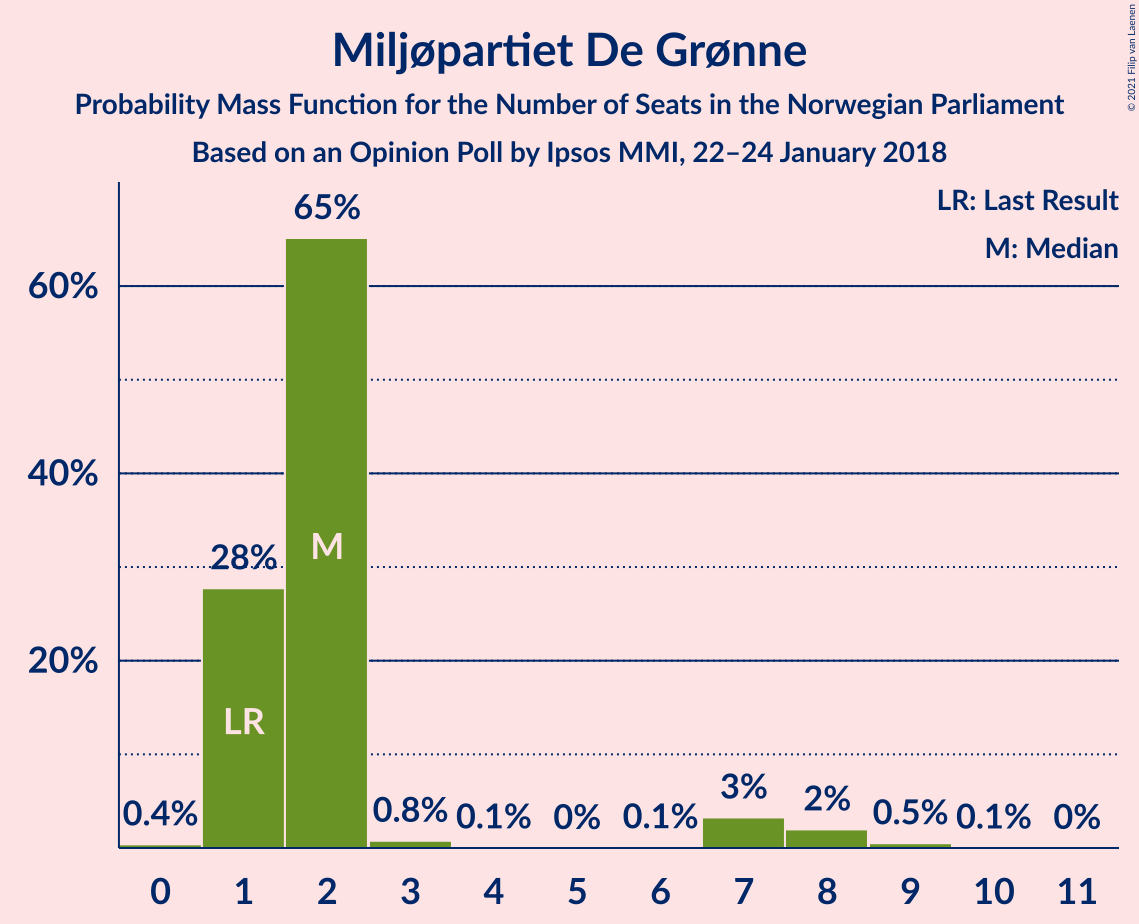 Miljøpartiet De Grønne
Probability Mass Function for the Number of Seats in the Norwegian Parliament
Based on an Opinion Poll by Ipsos MMI, 22–24 January 2018
© 2021 Filip van Laenen
LR: Last Result
M: Median
60%
40%
20%
0.4%
28%
65%
0.8%
0.1%
0%
0.1%
3%
2%
0.5%
0.1%
0%
LR
M
0 1 2 3 4 5 6 7 8 9 10 11